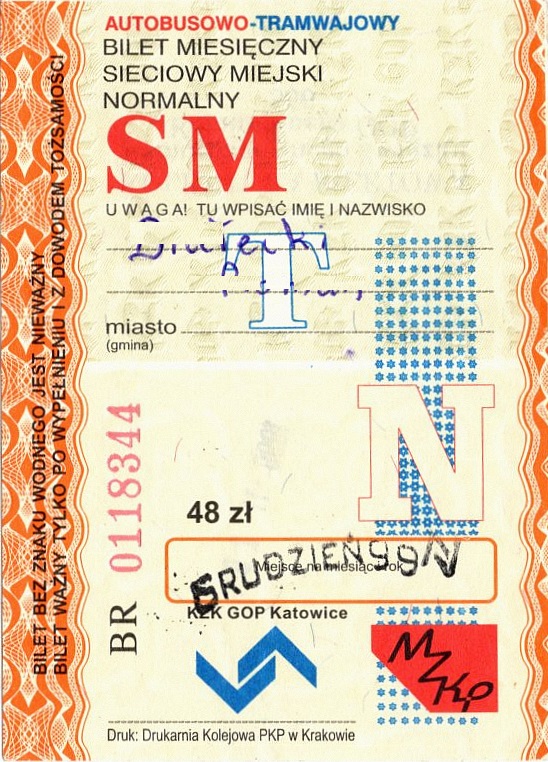 AUTOBUSOWO-TRAMWAJOWY
BILET MIESIĘCZNY
SIECIOWY MIEJSKI
NORMALNY
SM
UWAGA! TU WPISAĆ IMIĘ I NAZWISKO
T
miasto
(gmina)
N
BILET BEZ ZNAKU WODNEGO JEST NIEWAŻNY
BILET WAŻNY TYLKO PO WYPEŁNIENIU I Z DOWODEM TOŻSAMOŚCI
BR 0118344
48 zł
Miejsce na miesiąc i rok
GRUDZIEŃ 99 N
KZK GOP Katowice
MZKP
Druk: Drukarnia Kolejowa PKP w Krakowie